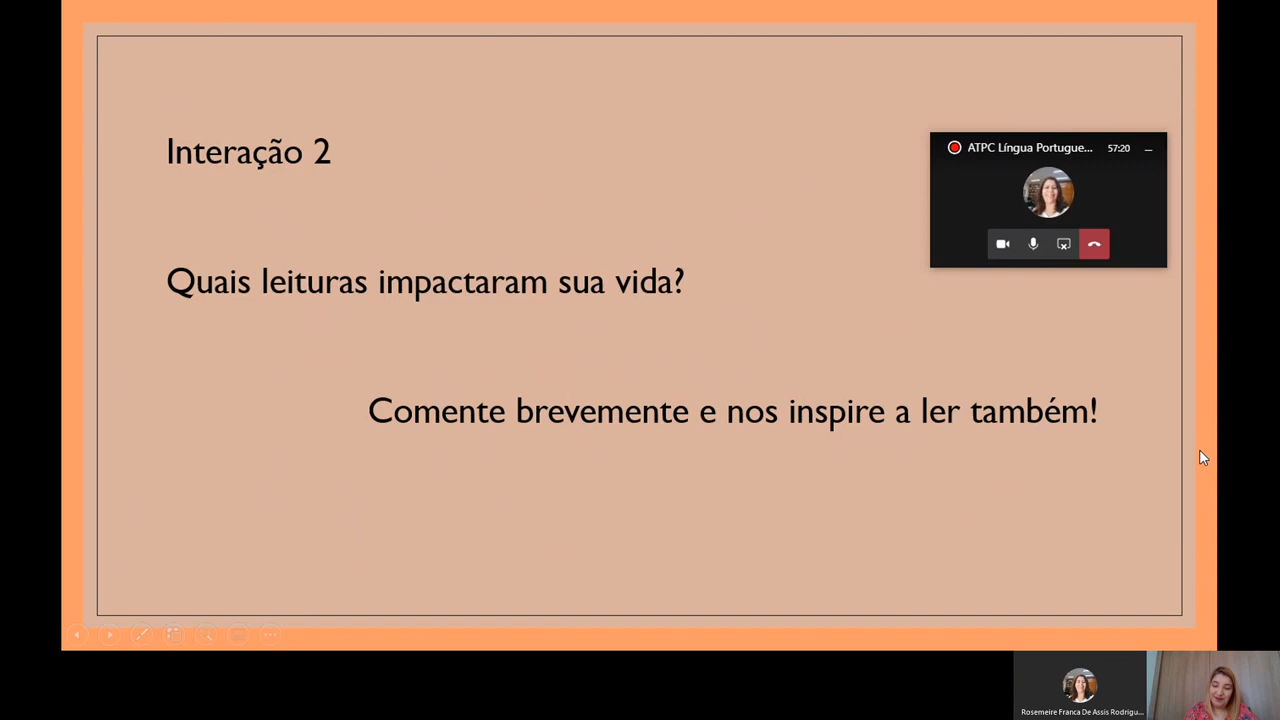 Interação 2
ATPC Língua Portugue... 57:20
Quais leituras impactaram sua vida?
Comente brevemente e nos inspire a ler também!
Rosemeire Franca De Assis Rodrigu...